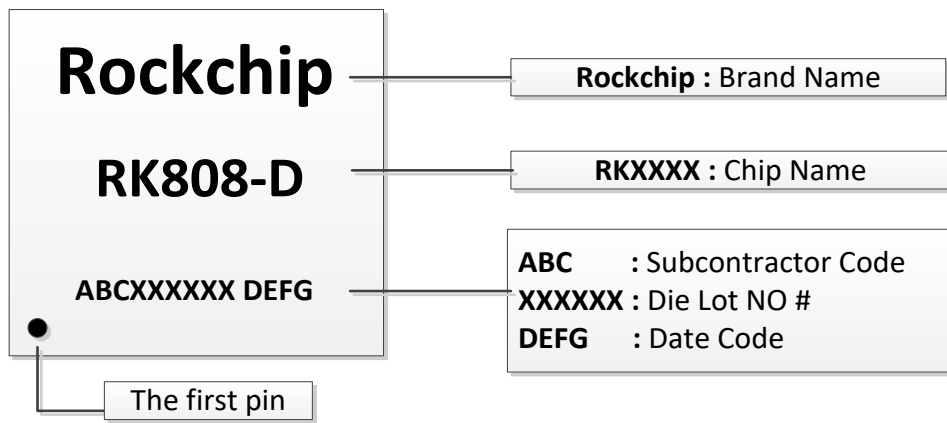 Rockchip
RK808-D
ABCXXXXXX DEFG
The first pin
Rockchip : Brand Name
RKXXXX : Chip Name
ABC : Subcontractor Code
XXXXXX : Die Lot NO #
DEFG : Date Code